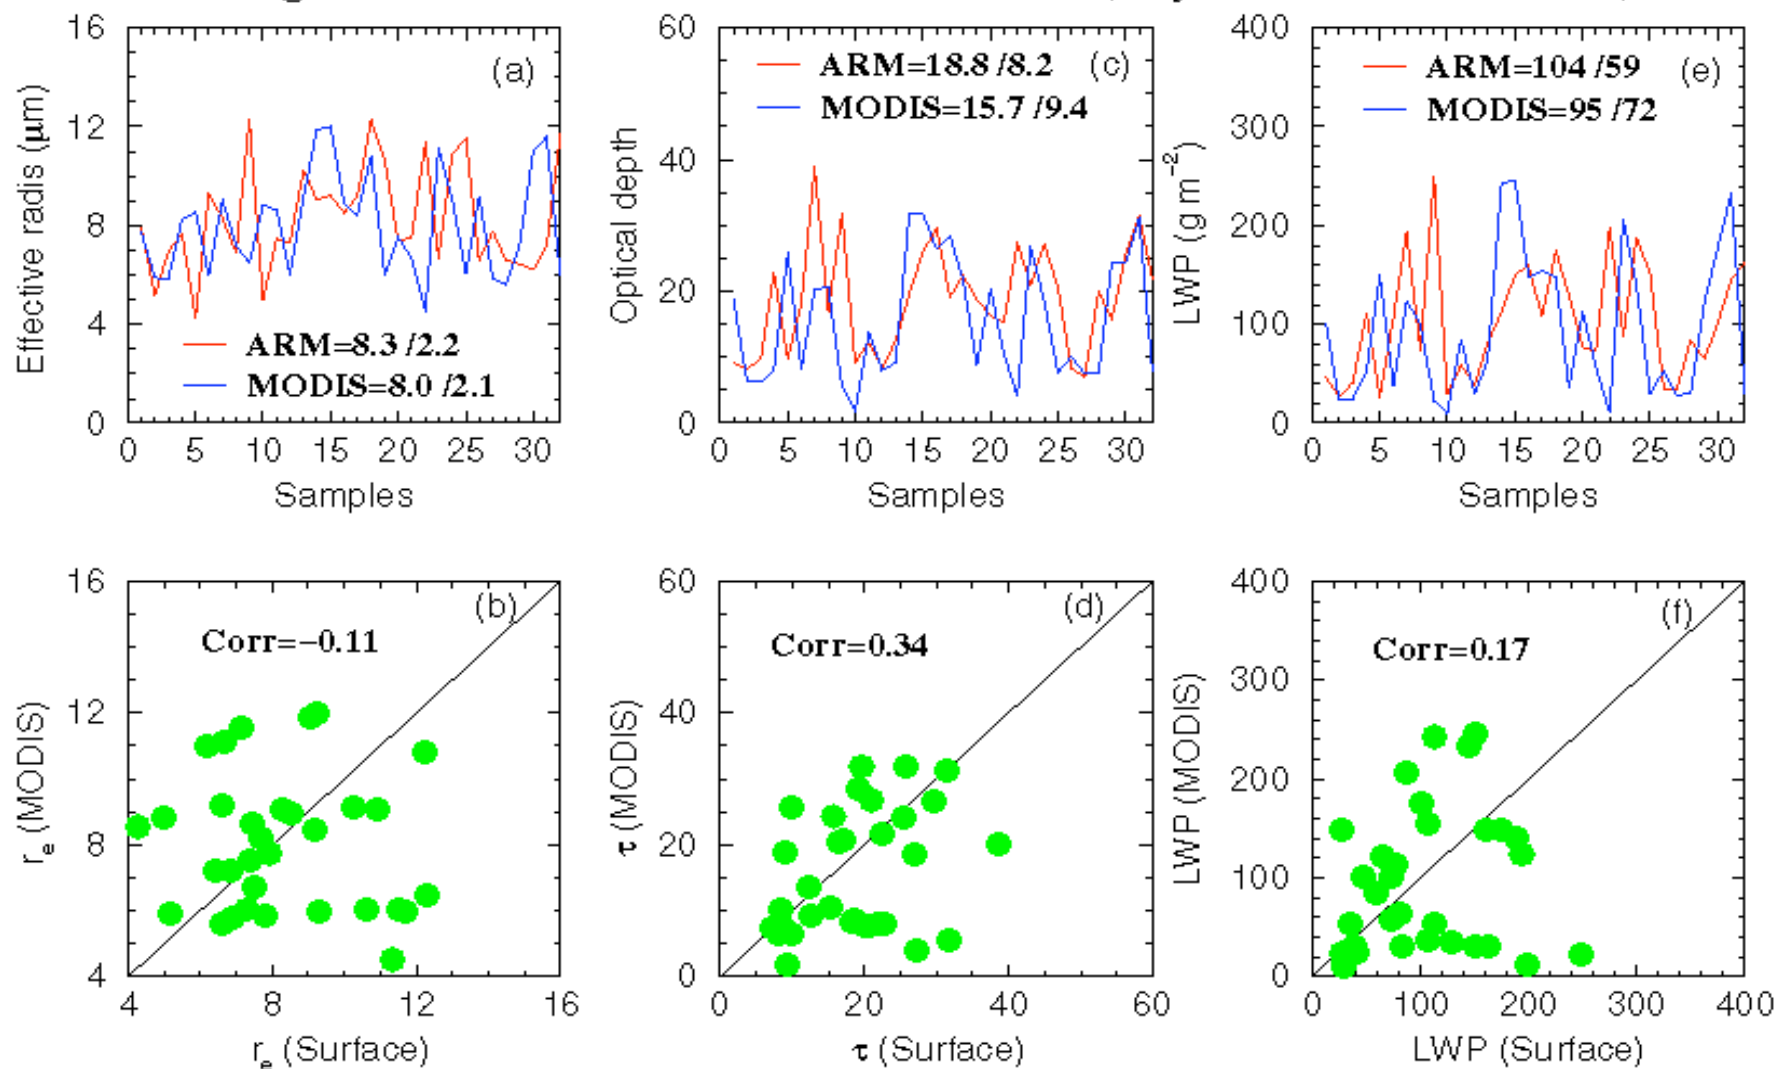 16
12
8
4
0
Effective radis (μm)
(a)
ARM=8.3 /2.2
MODIS=8.0 /2.1
0 5 10 15 20 25 30
Samples
60
40
20
0
Optical depth
ARM=18.8 /8.2 (c)
MODIS=15.7 /9.4
0 5 10 15 20 25 30
Samples
400
300
200
100
0
LWP (g m⁻²)
ARM=104 /59 (e)
MODIS=95 /72
0 5 10 15 20 25 30
Samples
16
12
8
4
rₑ (MODIS)
(b)
Corr=−0.11
4 8 12 16
rₑ (Surface)
60
40
20
0
τ (MODIS)
(d)
Corr=0.34
0 20 40 60
τ (Surface)
400
300
200
100
0
LWP (MODIS)
(f)
Corr=0.17
0 100 200 300 400
LWP (Surface)